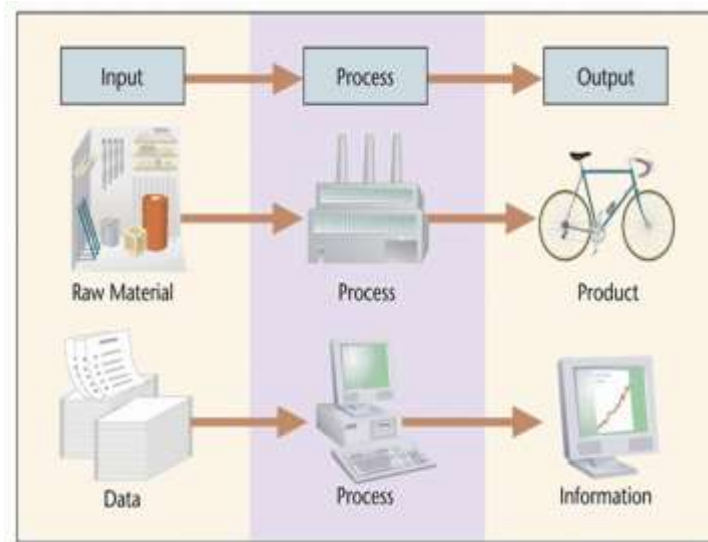 Input
Process
Output
Raw Material
Process
Product
Data
Process
Information